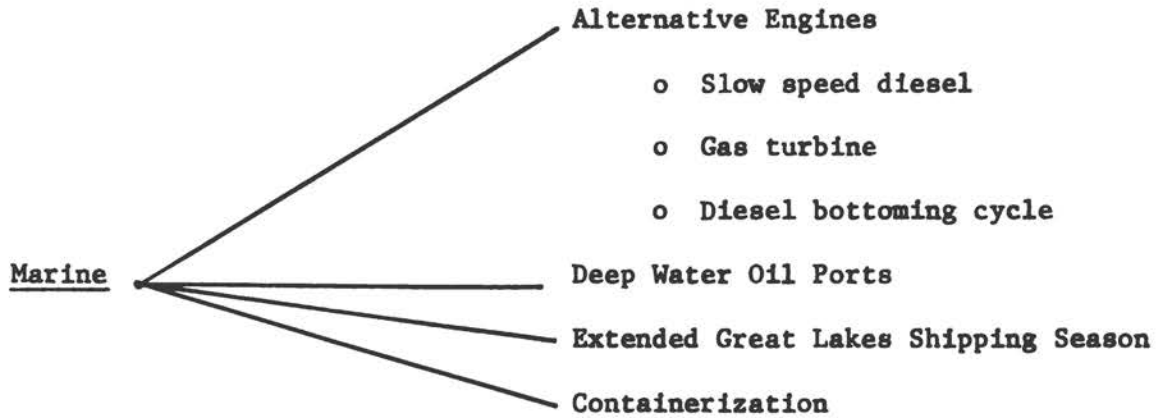 Alternative Engines
o Slow speed diesel
o Gas turbine
o Diesel bottoming cycle
Marine
Deep Water Oil Ports
Extended Great Lakes Shipping Season
Containerization